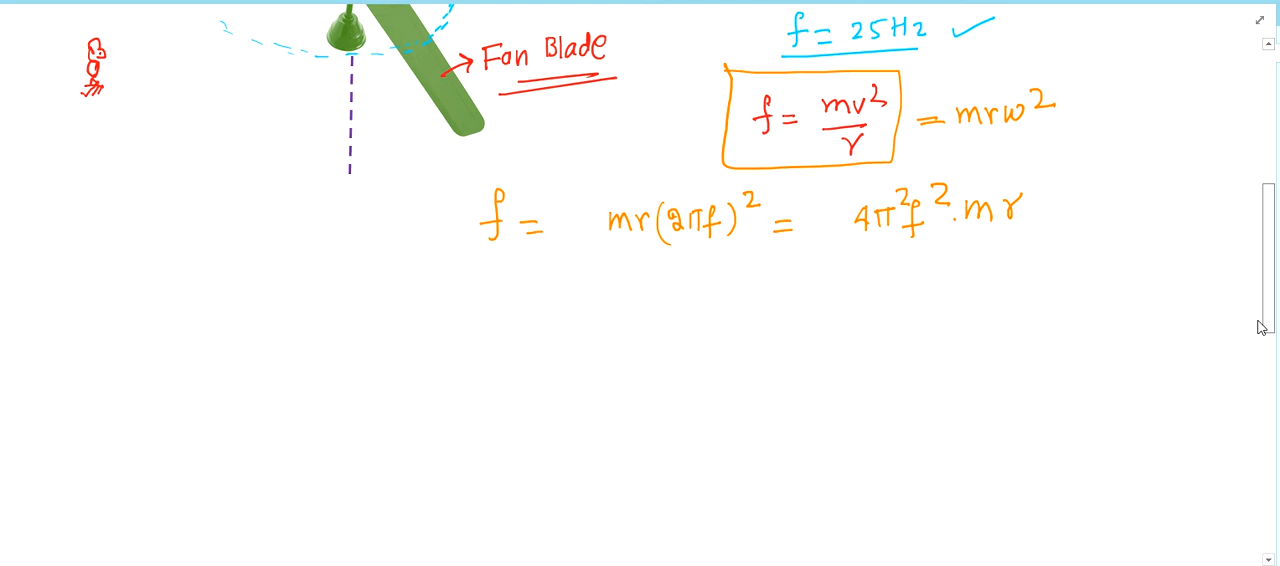 f = 25Hz ✓
Fan Blade
f = mv²/r = mrω²
f = mr(2πf)² = 4π²f².mr